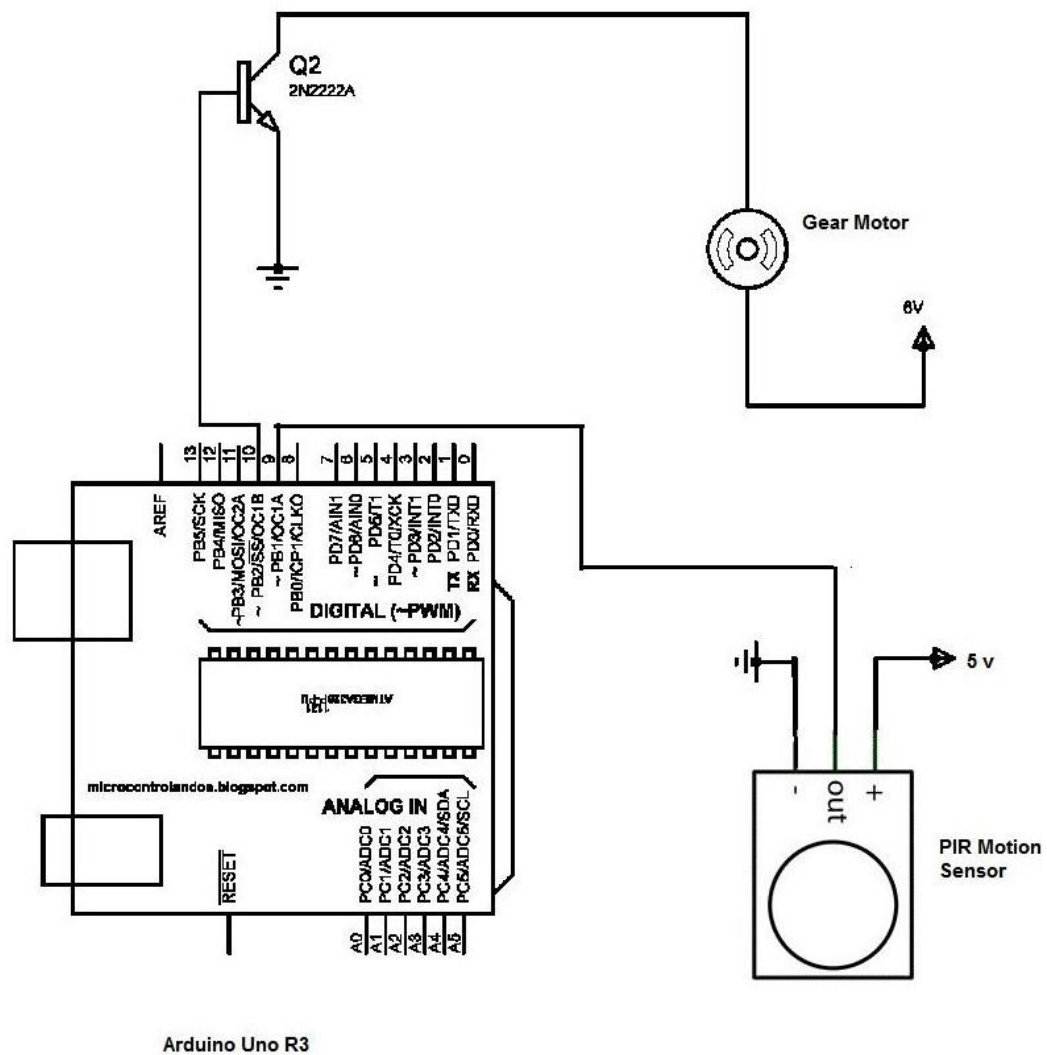 Q2
2N2222A
Gear Motor
6V
13
12
11
10
9
8
7
6
5
4
3
2
1
0
AREF
PB5/SCK
PB4/MISO
~PB3/MOSI/OC2A
~ PB2/SS/OC1B
~ PB1/OC1A
PB0/ICP1/CLKO
PD7/AIN1
~PD6/AIN0
~ PD5/T1
PD4/T0/XCK
~PD3/INT1
PD2/INT0
TX PD1/TXD
RX PD0/RXD
DIGITAL (~PWM)
5 v
microcontrolandos.blogspot.com
ANALOG IN
RESET
PC0/ADC0
PC1/ADC1
PC2/ADC2
PC3/ADC3
PC4/ADC4/SDA
PC5/ADC5/SCL
A0
A1
A2
A3
A4
A5
-
out
+
PIR Motion
Sensor
Arduino Uno R3